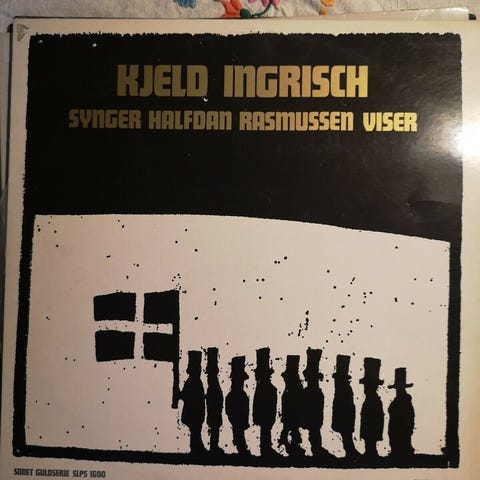 KJELD INGRISCH
SYNGER HALFDAN RASMUSSEN VISER
SONET GULDSERIE SLPS 1600